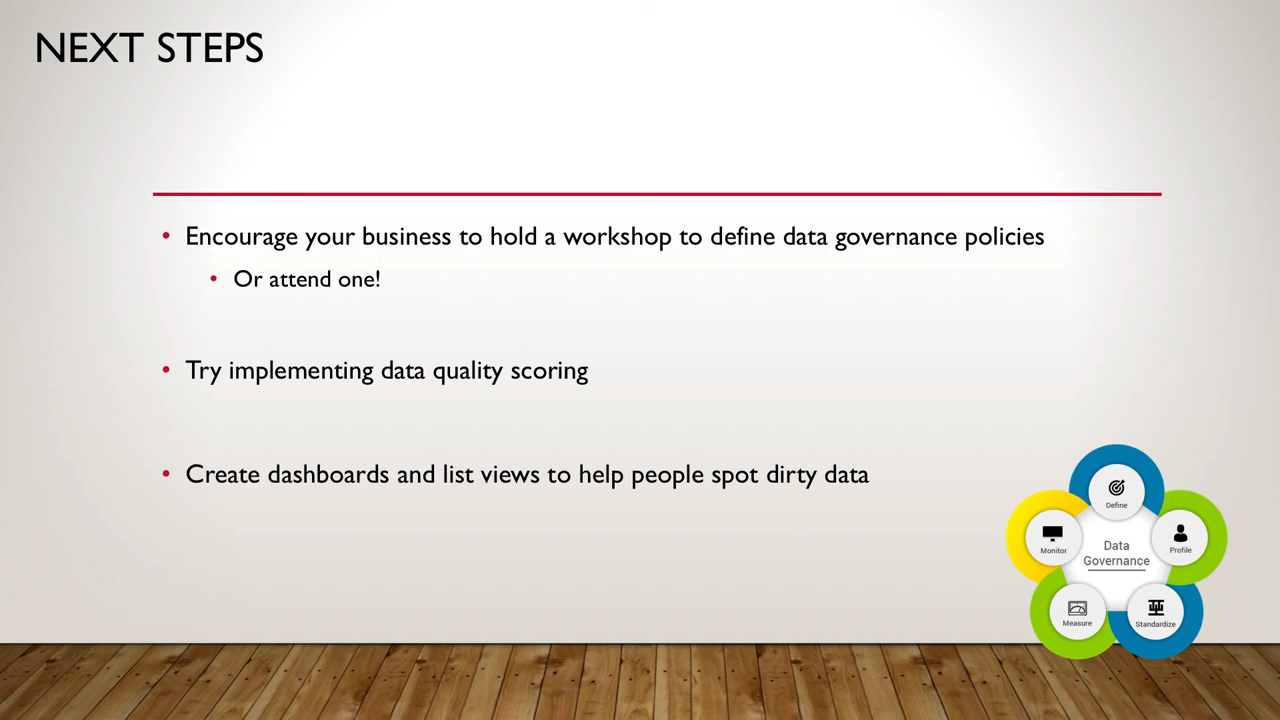 NEXT STEPS
• Encourage your business to hold a workshop to define data governance policies
• Or attend one!
• Try implementing data quality scoring
• Create dashboards and list views to help people spot dirty data
Define
Monitor
Data
Governance
Profile
Measure
Standardize